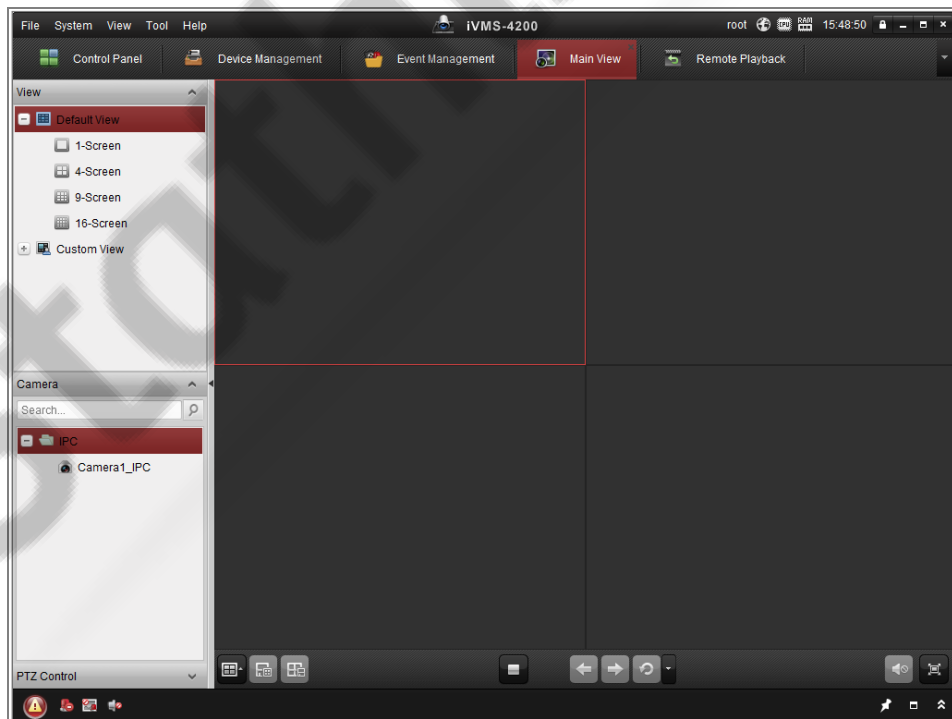 File System View Tool Help iVMS-4200 root CPU RAM 15:48:50
Control Panel Device Management Event Management Main View Remote Playback
View
Default View
1-Screen
4-Screen
9-Screen
16-Screen
Custom View
Camera
Search...
IPC
Camera1_IPC
PTZ Control